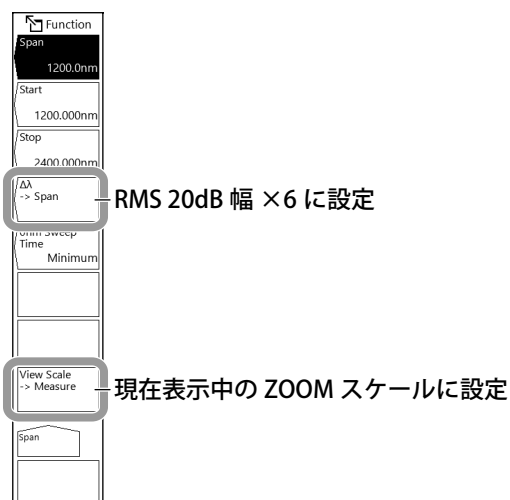 Function
Span
1200.0nm
Start
1200.000nm
Stop
2400.000nm
Δλ
-> Span
RMS 20dB 幅 ×6 に設定
0nm Sweep
Time
Minimum
View Scale
-> Measure
現在表示中の ZOOM スケールに設定
Span